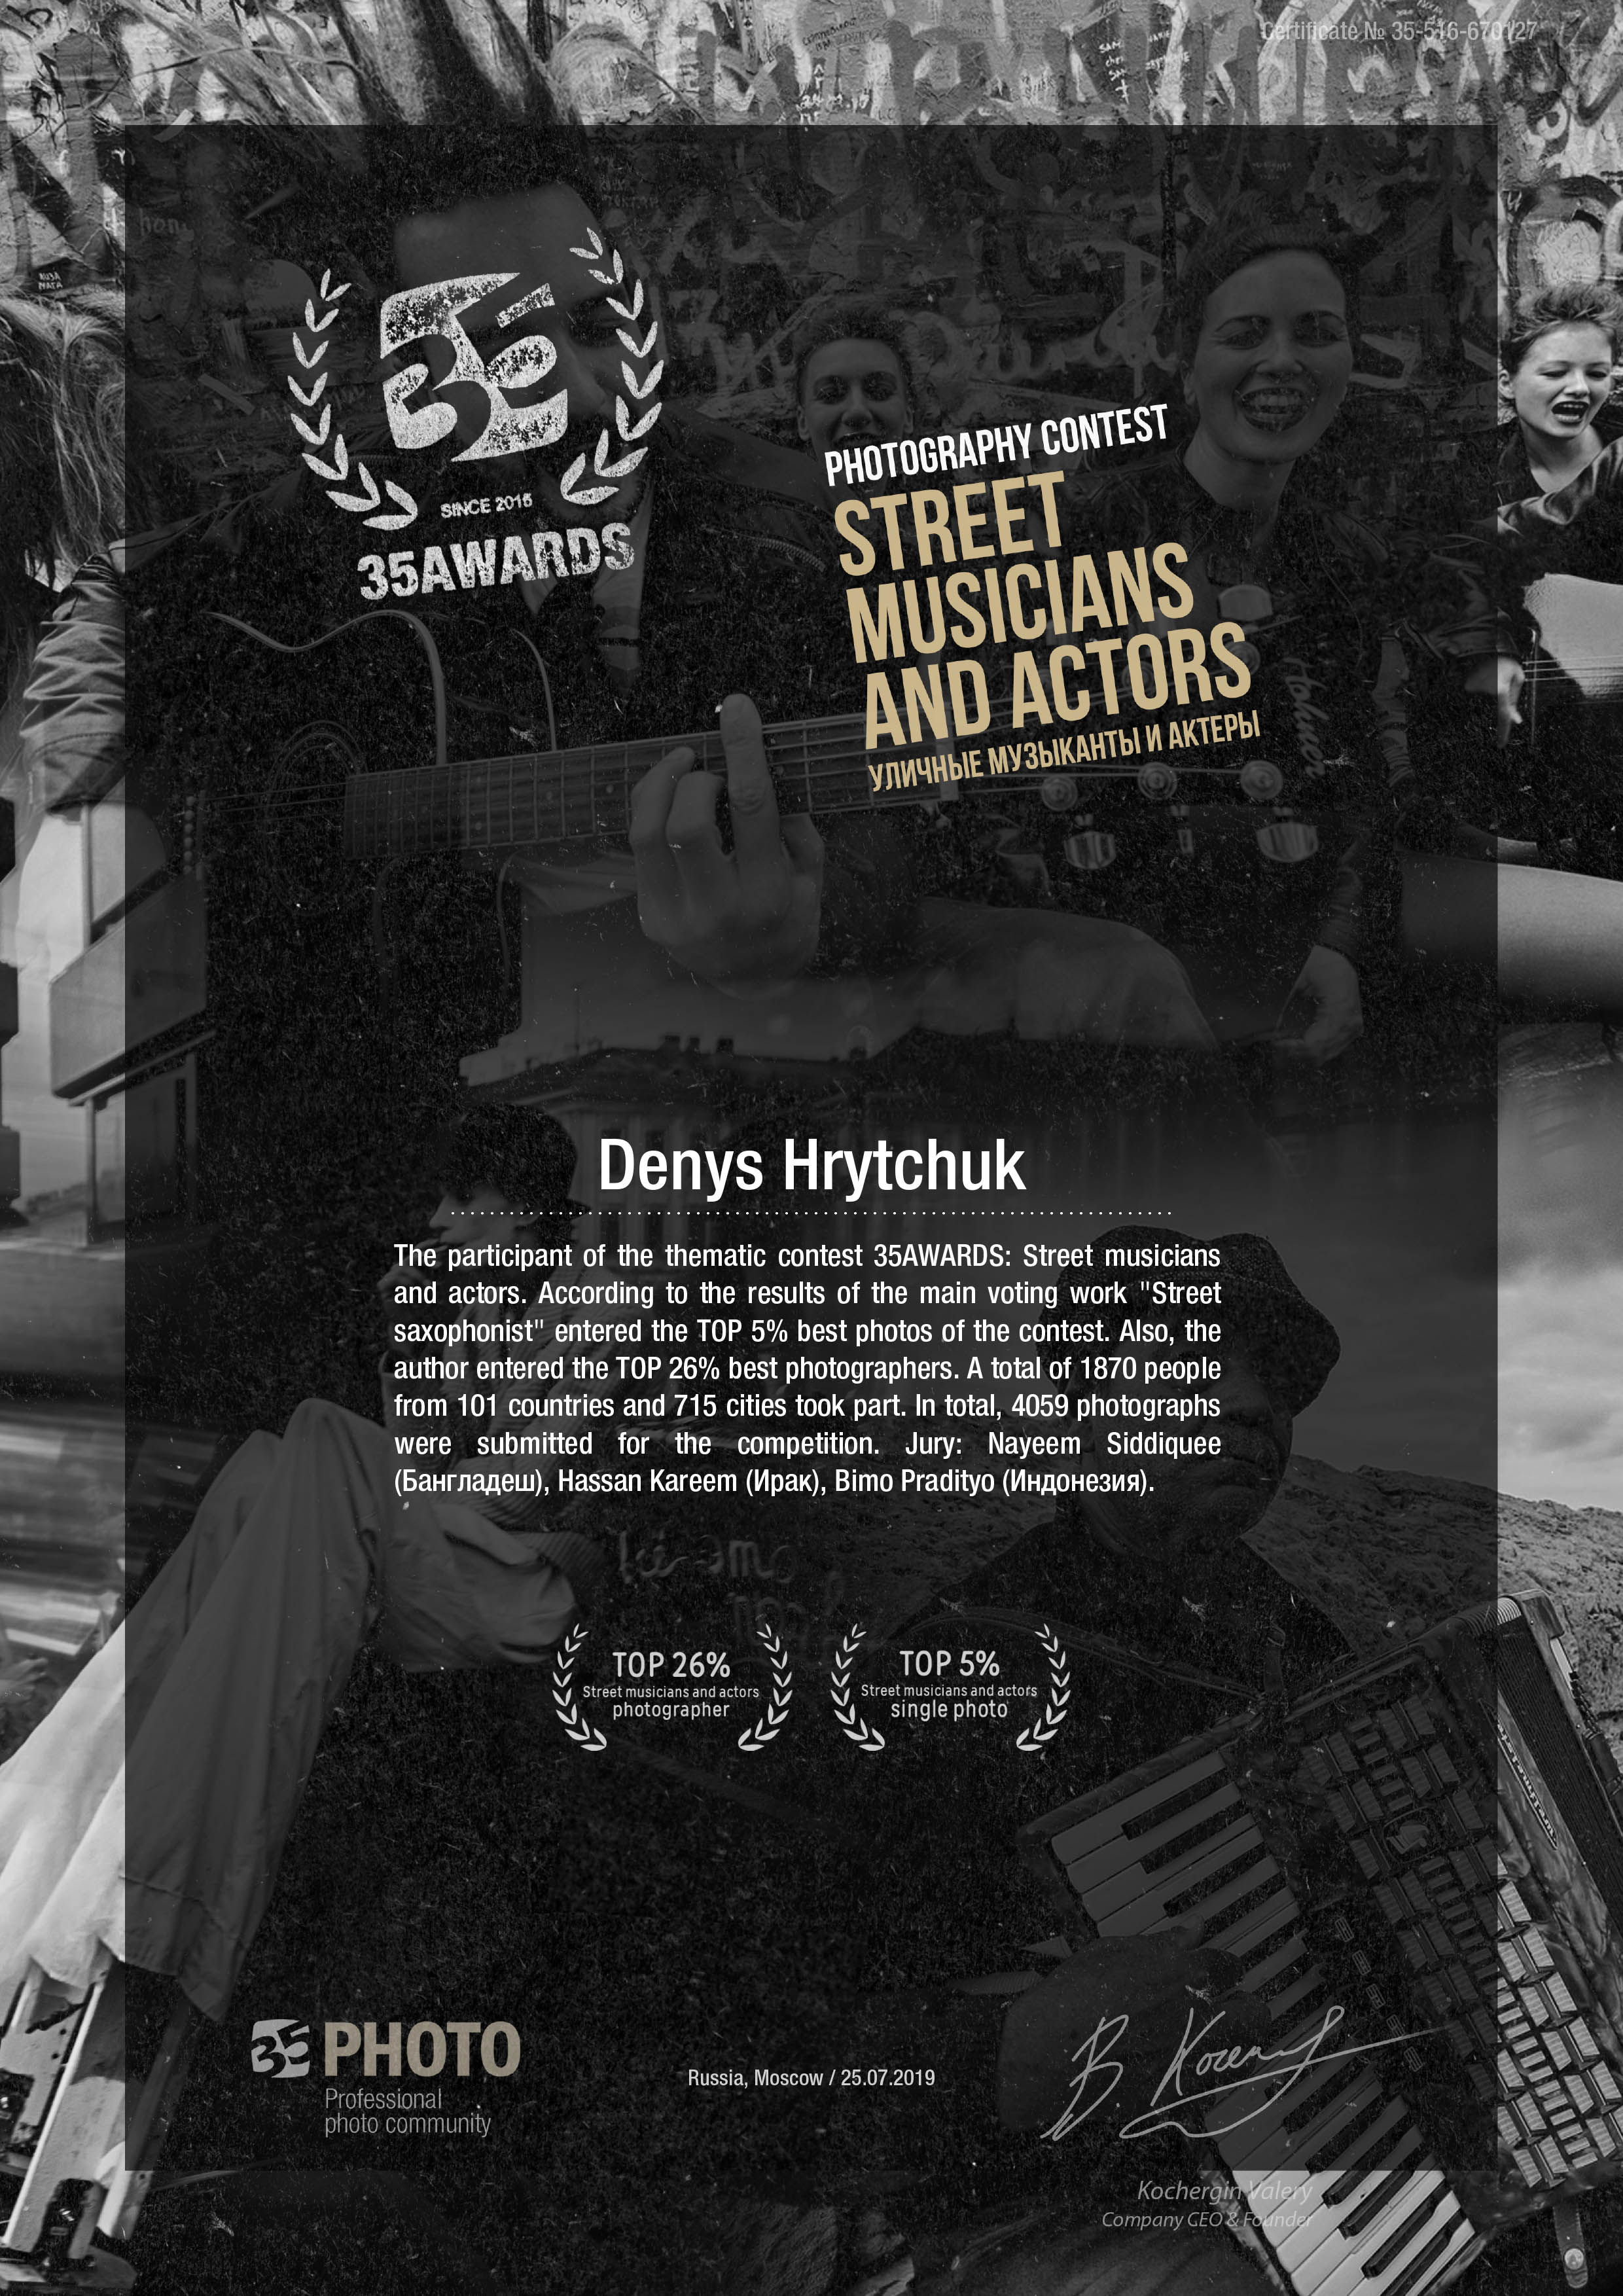 Certificate № 35-516-670127
35
SINCE 2015
35AWARDS
PHOTOGRAPHY CONTEST
STREET
MUSICIANS
AND ACTORS
УЛИЧНЫЕ МУЗЫКАНТЫ И АКТЕРЫ
Denys Hrytchuk
The participant of the thematic contest 35AWARDS: Street musicians
and actors. According to the results of the main voting work "Street
saxophonist" entered the TOP 5% best photos of the contest. Also, the
author entered the TOP 26% best photographers. A total of 1870 people
from 101 countries and 715 cities took part. In total, 4059 photographs
were submitted for the competition. Jury: Nayeem Siddiquee
(Бангладеш), Hassan Kareem (Ирак), Bimo Pradityo (Индонезия).
TOP 26%
Street musicians and actors
photographer
TOP 5%
Street musicians and actors
single photo
35 PHOTO
Professional
photo community
Russia, Moscow / 25.07.2019
Kochergin Valery
Company CEO & Founder